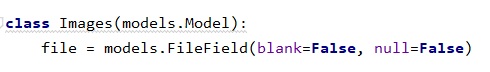 class Images(models.Model):
    file = models.FileField(blank=False, null=False)